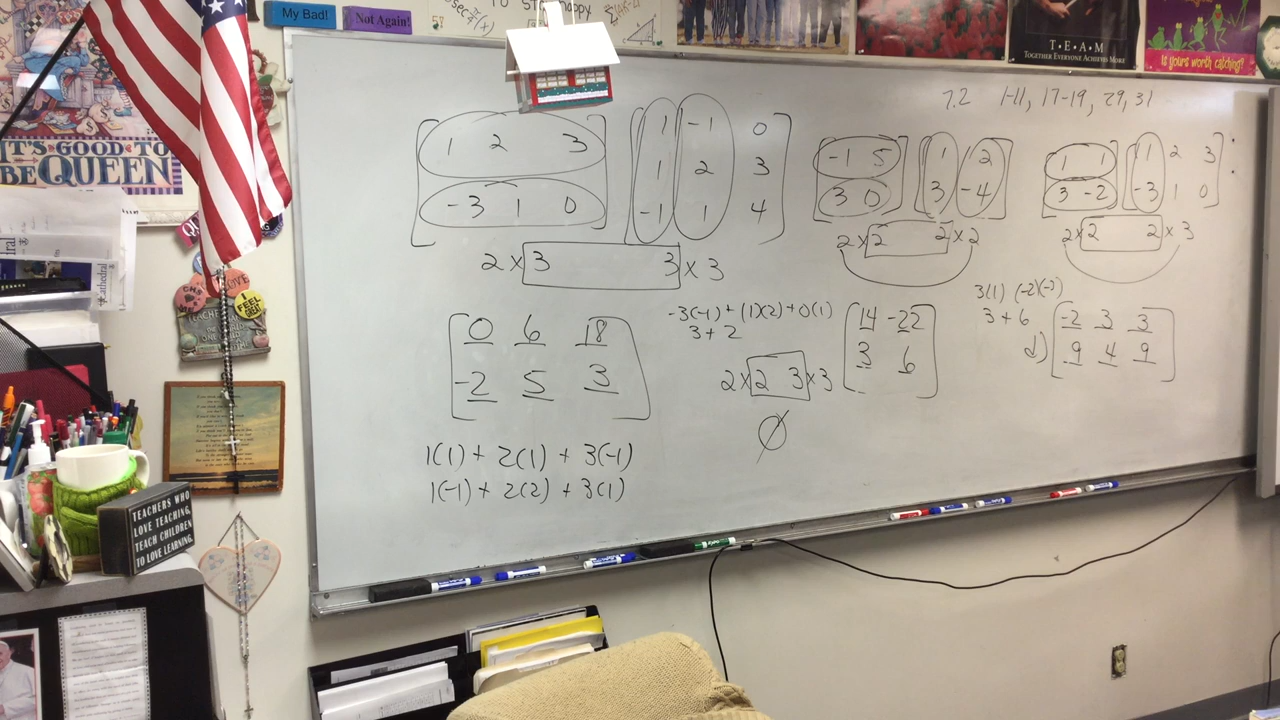 My Bad!
Not Again!
7.2 1-11, 17-19, 29, 31
T·E·A·M
TOGETHER EVERYONE ACHIEVES MORE
Is yours worth catching?
IT'S GOOD TO
BE QUEEN
1 2 3
-3 1 0
1 -1 0
1 2 3
-1 1 4
2×3 3×3
0 6 18
-2 5 3
1(1) + 2(1) + 3(-1)
1(-1) + 2(2) + 3(1)
-1 5
3 0
1 2
3 -4
2×2 2×2
-3(-1) + (1)(2) + 0(1)
3 + 2
14 -22
3 6
2×2 3×3
∅
1 1
3 -2
1 2 3
-3 1 0
2×2 2×3
3(1) (-2)(-3)
3 + 6
d)
-2 3 3
9 4 9
I FEEL GREAT
TEACHERS WHO
LOVE TEACHING,
TEACH CHILDREN
TO LOVE LEARNING.